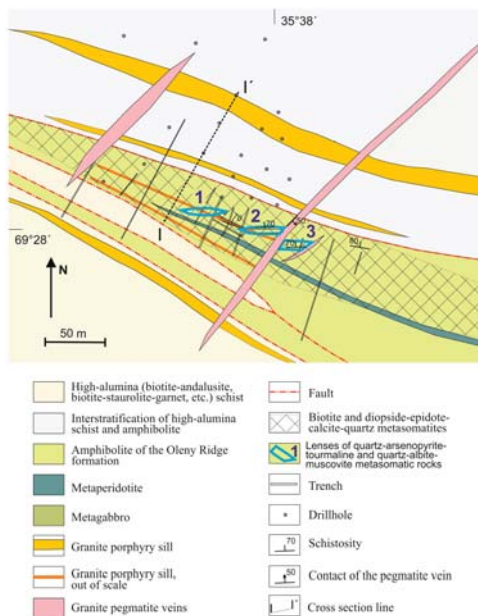 35°38´
I´
1
2
70
50
3
I
80
69°28´
N
50 m
High-alumina (biotite-andalusite,
biotite-staurolite-garnet, etc.) schist
Interstratification of high-alumina
schist and amphibolite
Amphibolite of the Oleny Ridge
formation
Metaperidotite
Metagabbro
Granite porphyry sill
Granite porphyry sill,
out of scale
Granite pegmatite veins
Fault
Biotite and diopside-epidote-
calcite-quartz metasomatites
1
Lenses of quartz-arsenopyrite-
tourmaline and quartz-albite-
muscovite metasomatic rocks
Trench
Drillhole
70
Schistosity
50
Contact of the pegmatite vein
I I´
Cross section line